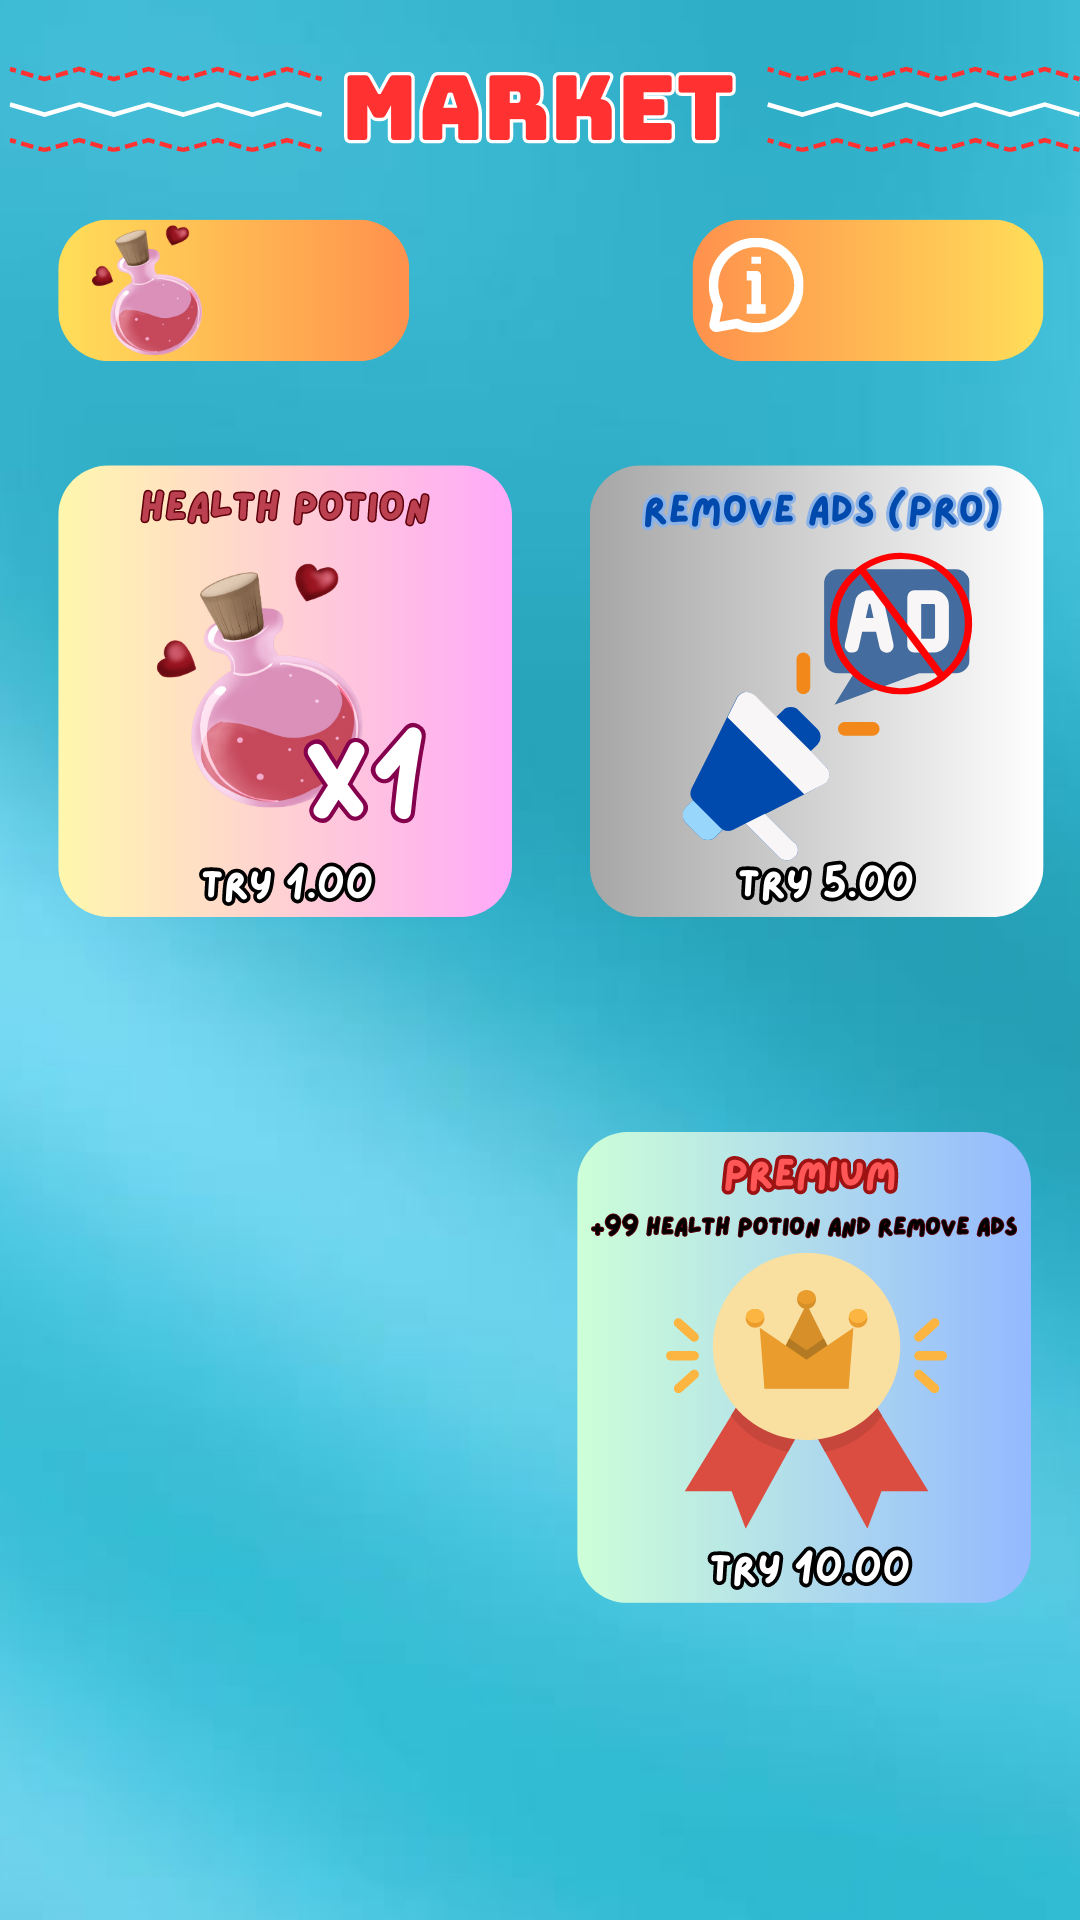 MARKET
HEALTH POTION
X1
TRY 1.00
REMOVE ADS (PRO)
AD
TRY 5.00
PREMIUM
+99 HEALTH POTION AND REMOVE ADS
TRY 10.00